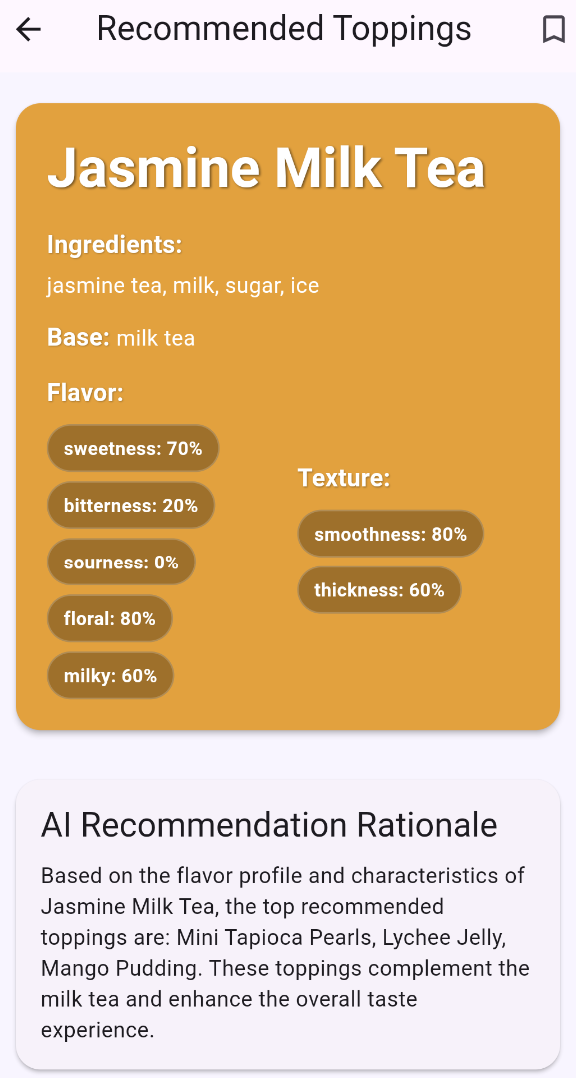 Recommended Toppings
Jasmine Milk Tea
Ingredients:
jasmine tea, milk, sugar, ice
Base: milk tea
Flavor:
sweetness: 70%
bitterness: 20%
sourness: 0%
floral: 80%
milky: 60%
Texture:
smoothness: 80%
thickness: 60%
AI Recommendation Rationale
Based on the flavor profile and characteristics of
Jasmine Milk Tea, the top recommended
toppings are: Mini Tapioca Pearls, Lychee Jelly,
Mango Pudding. These toppings complement the
milk tea and enhance the overall taste
experience.